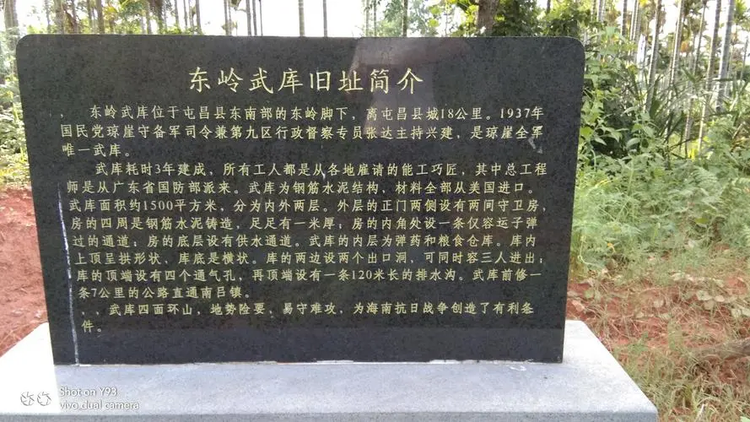 东岭武库旧址简介
东岭武库位于屯昌县东南部的东岭脚下，离屯昌县城18公里。1937年
国民党琼崖守备军司令兼第九区行政督察专员张达主持兴建，是琼崖全军
唯一武库。
武库耗时3年建成，所有工人都是从各地雇请的能工巧匠，其中总工程
师是从广东省国防部派来。武库为钢筋水泥结构，材料全部从美国进口。
武库面积约1500平方米，分为内外两层。外层的正门两侧设有两间守卫房，
房的四周是钢筋水泥铸造，足足有一米厚；房的内角处设一条仅容运子弹
过的通道；房的底层设有供水通道。武库的内层为弹药和粮食仓库。库内
上顶呈拱形状，库底是横状。库的两边设两个出口洞，可同时容三人进出；
库的顶端设有四个通气孔，再顶端设有一条120米长的排水沟。武库前修一
条7公里的公路直通南吕镇。
武库四面环山，地势险要，易守难攻，为海南抗日战争创造了有利条
件。
Shot on Y93
vivo dual camera